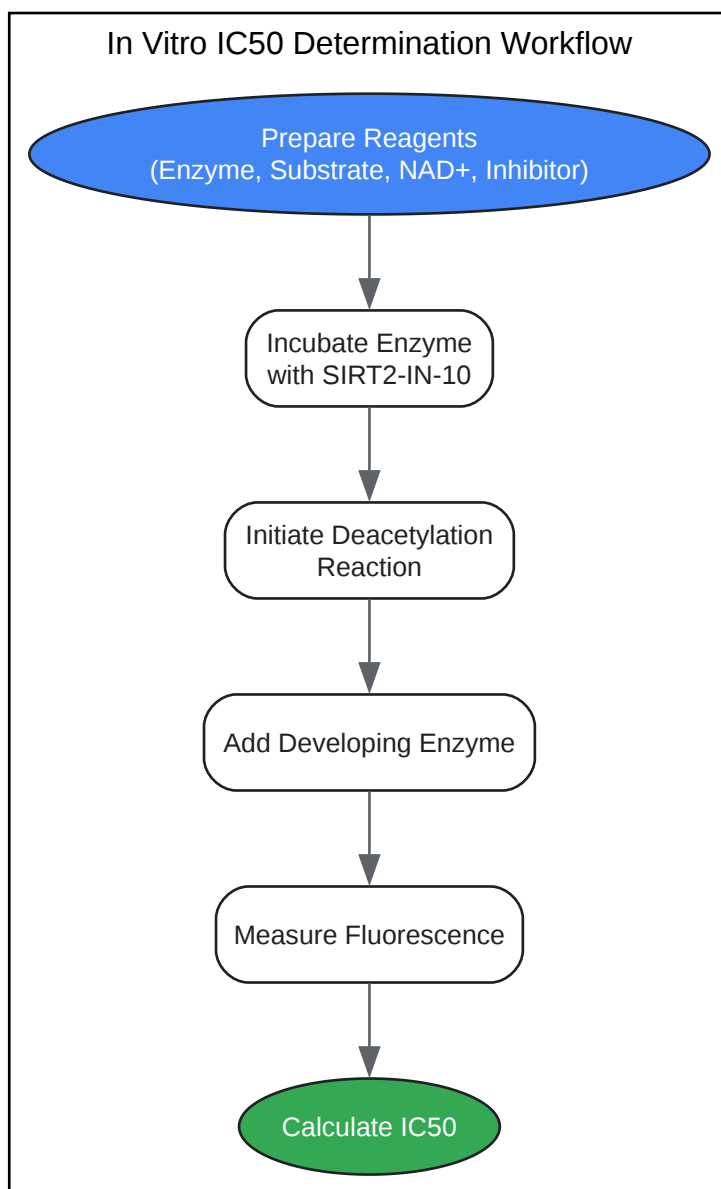 In Vitro IC50 Determination Workflow
Prepare Reagents
(Enzyme, Substrate, NAD+, Inhibitor)
Incubate Enzyme
with SIRT2-IN-10
Initiate Deacetylation
Reaction
Add Developing Enzyme
Measure Fluorescence
Calculate IC50